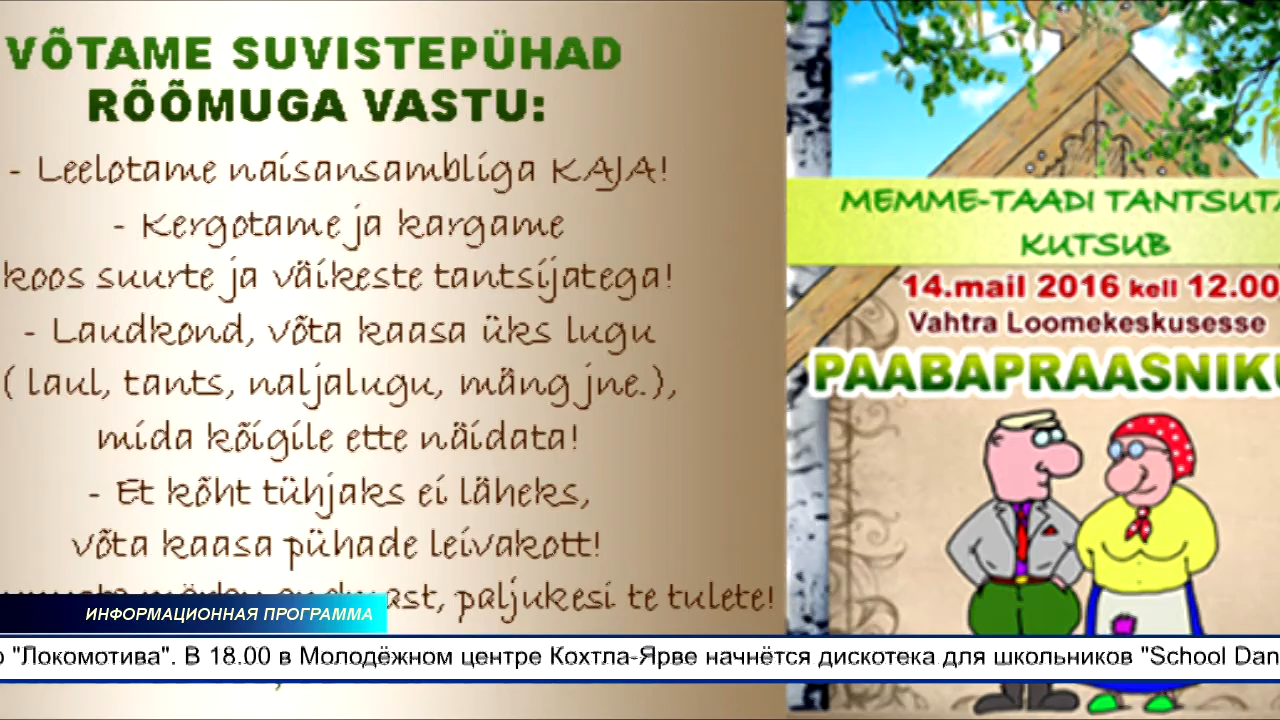 VÕTAME SUVISTEPÜHAD
RÕÕMUGA VASTU:
- Leelotame naisansambliga KAJA!
- Kergotame ja kargame
koos suurte ja väikeste tantsijatega!
- Laudkond, võta kaasa üks lugu
( laul, tants, naljalugu, mäng jne.),
mida kõigile ette näidata!
- Et kõht tühjaks ei läheks,
võta kaasa pühade leivakott!
paljukesi te tulete!
MEMME-TAADI TANTSUTA
KUTSUB
14.mail 2016 kell 12.00
Vahtra Loomekeskusesse
PAABAPRAASNIKU
ИНФОРМАЦИОННАЯ ПРОГРАММА
о "Локомотива". В 18.00 в Молодёжном центре Кохтла-Ярве начнётся дискотека для школьников "School Dan